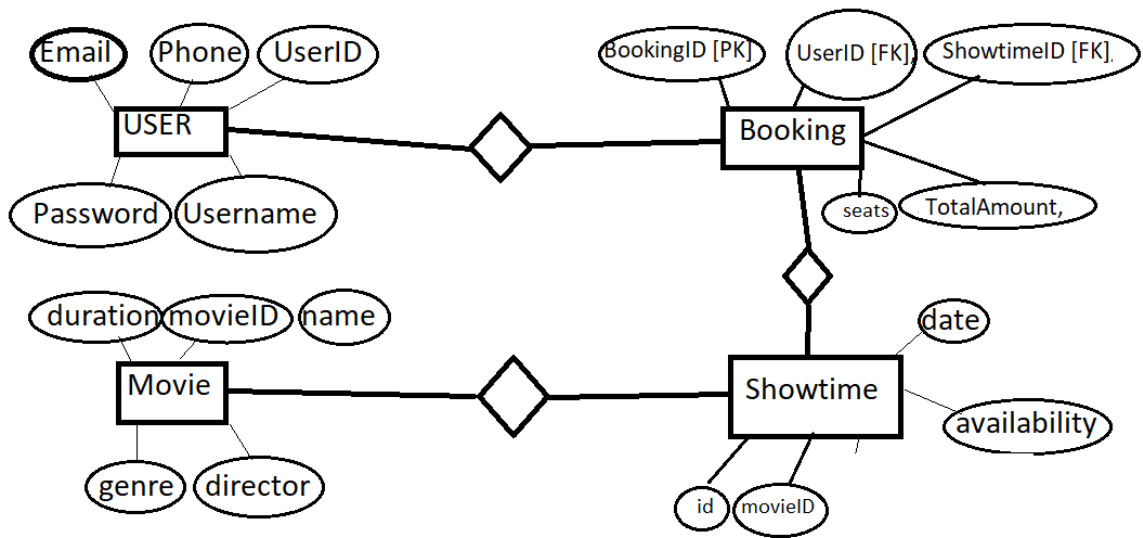 Email
Phone
UserID
BookingID [PK]
UserID [FK],
ShowtimeID [FK],
USER
Booking
Password
Username
seats
TotalAmount,
duration
movieID
name
date
Movie
Showtime
availability
genre
director
id
movieID